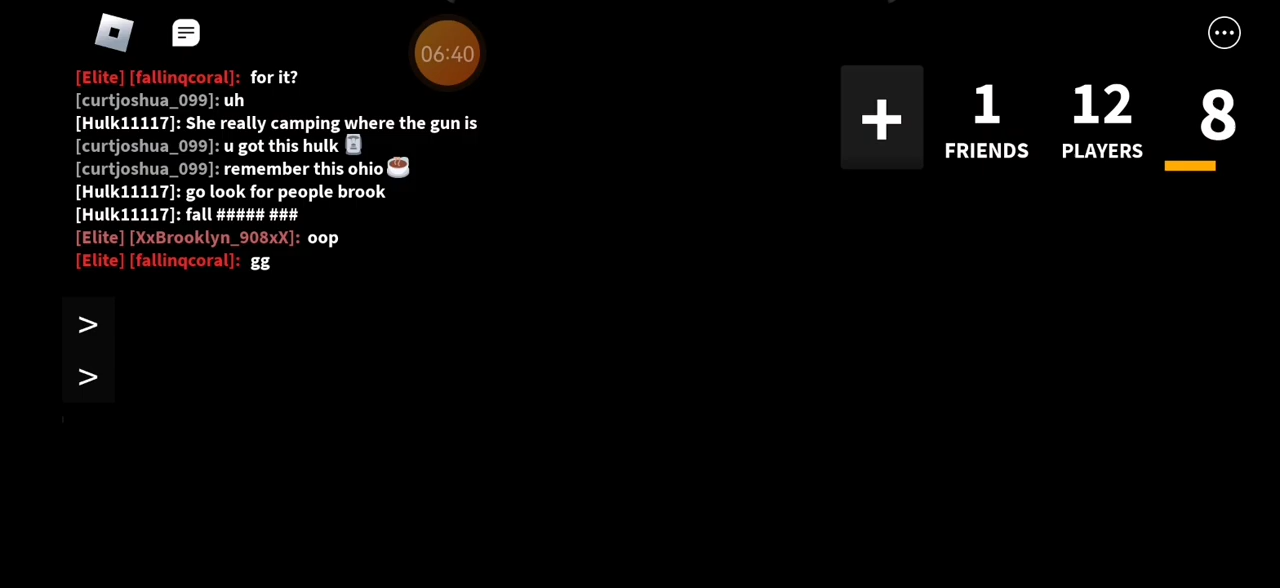 06:40
[Elite] [fallinqcoral]: for it?
[curtjoshua_099]: uh
[Hulk11117]: She really camping where the gun is
[curtjoshua_099]: u got this hulk 🗿
[curtjoshua_099]: remember this ohio ☕
[Hulk11117]: go look for people brook
[Hulk11117]: fall ##### ###
[Elite] [XxBrooklyn_908xX]: oop
[Elite] [fallinqcoral]: gg
>
>
+
1
FRIENDS
12
PLAYERS
8